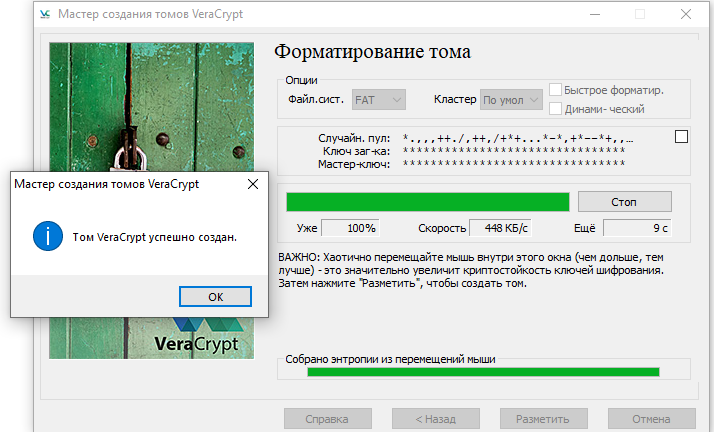 Мастер создания томов VeraCrypt
Форматирование тома
Опции
Файл.сист. FAT Кластер По умол Быстрое форматир.
Динами- ческий
Случайн. пул: *.,,,++./,++,/+*+...*-*,+*--*+,,…
Ключ заг-ка: ********************************
Мастер-ключ: ********************************
Стоп
Уже 100% Скорость 448 КБ/с Ещё 9 с
ВАЖНО: Хаотично перемещайте мышь внутри этого окна (чем дольше, тем
лучше) - это значительно увеличит криптостойкость ключей шифрования.
Затем нажмите "Разметить", чтобы создать том.
Собрано энтропии из перемещений мыши
Справка < Назад Разметить Отмена
Мастер создания томов VeraCrypt
Том VeraCrypt успешно создан.
OK
VeraCrypt